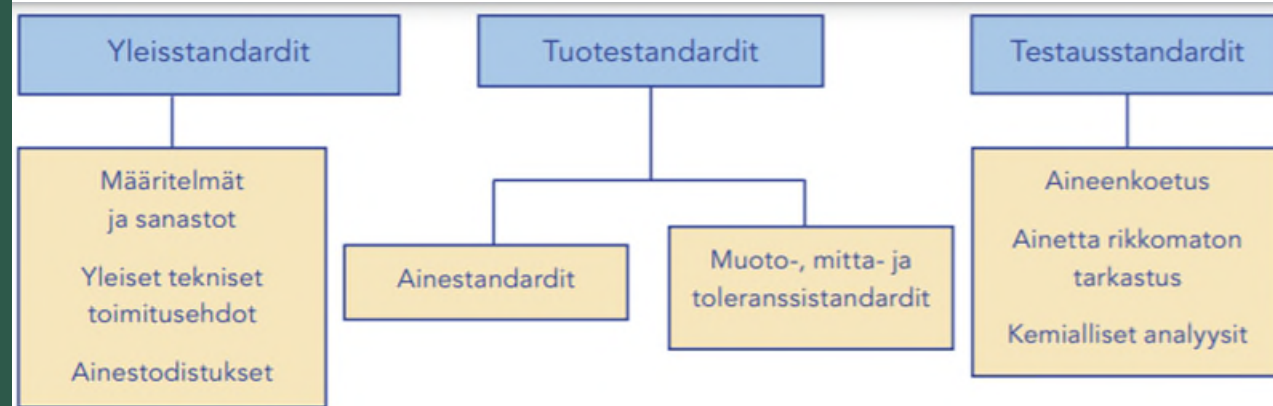 Yleisstandardit
Määritelmät
ja sanastot
Yleiset tekniset
toimitusehdot
Ainestodistukset
Tuotestandardit
Ainestandardit
Muoto-, mitta- ja
toleranssistandardit
Testausstandardit
Aineenkoetus
Ainetta rikkomaton
tarkastus
Kemialliset analyysit